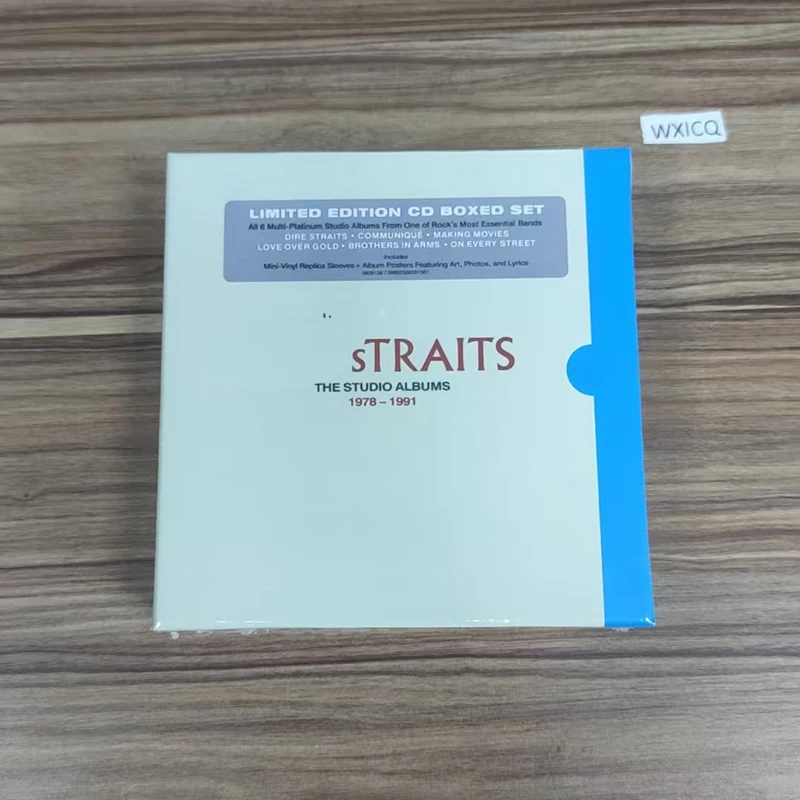 WXICQ
LIMITED EDITION CD BOXED SET
All 6 Multi-Platinum Studio Albums From One of Rock's Most Essential Bands
DIRE STRAITS • COMMUNIQUÉ • MAKING MOVIES
LOVE OVER GOLD • BROTHERS IN ARMS • ON EVERY STREET
Includes
Mini-Vinyl Replica Sleeves + Album Posters Featuring Art, Photos, and Lyrics
sTRAITS
THE STUDIO ALBUMS
1978 – 1991